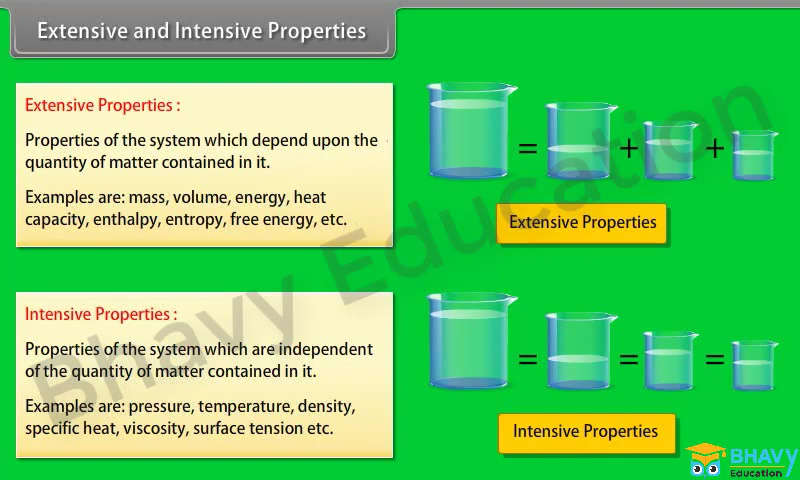 Extensive and Intensive Properties
Extensive Properties :
Properties of the system which depend upon the
quantity of matter contained in it.
Examples are: mass, volume, energy, heat
capacity, enthalpy, entropy, free energy, etc.
= + +
Extensive Properties
Intensive Properties :
Properties of the system which are independent
of the quantity of matter contained in it.
Examples are: pressure, temperature, density,
specific heat, viscosity, surface tension etc.
= = =
Intensive Properties
Bhavy Education
BHAVY
Education